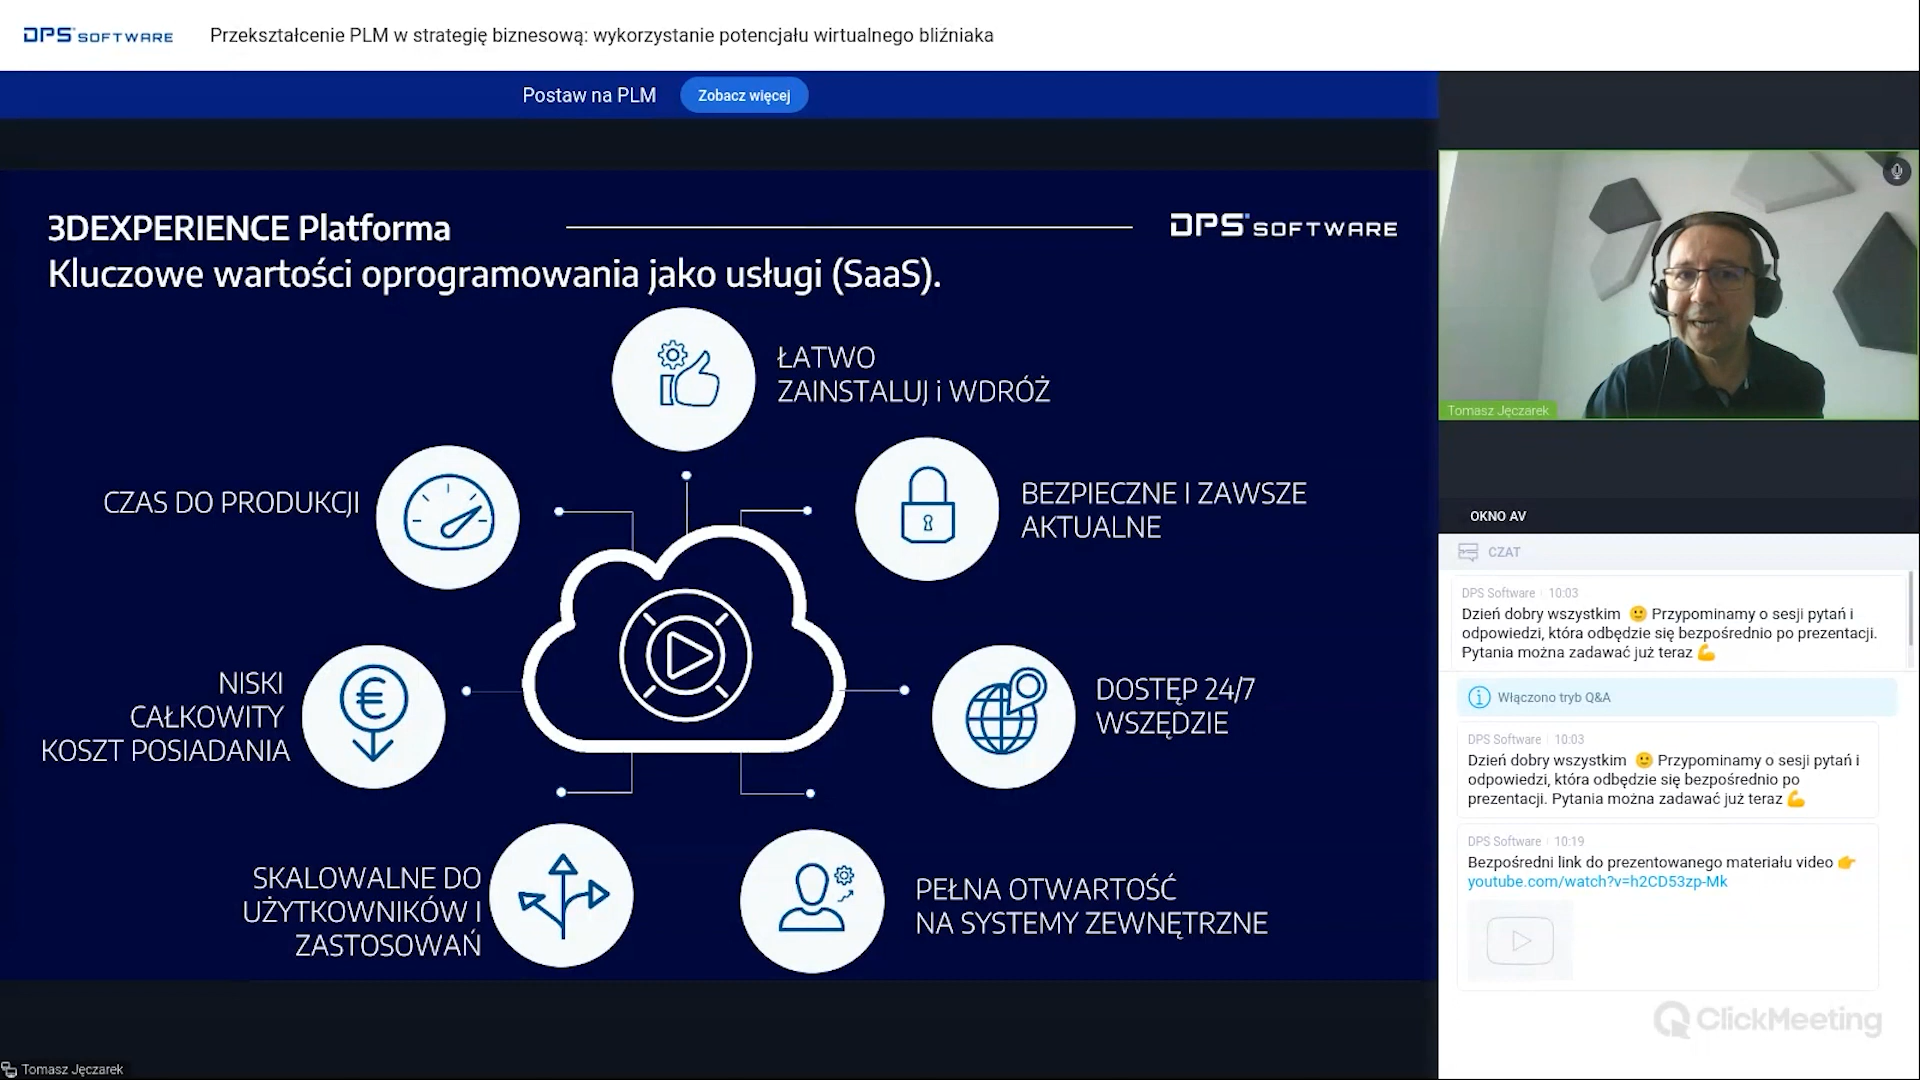 DPS SOFTWARE
Przekształcenie PLM w strategię biznesową: wykorzystanie potencjału wirtualnego bliźniaka
Postaw na PLM
Zobacz więcej
3DEXPERIENCE Platforma
Kluczowe wartości oprogramowania jako usługi (SaaS).
DPS SOFTWARE
ŁATWO
ZAINSTALUJ i WDRÓŻ
CZAS DO PRODUKCJI
BEZPIECZNE I ZAWSZE
AKTUALNE
NISKI
CAŁKOWITY
KOSZT POSIADANIA
€
DOSTĘP 24/7
WSZĘDZIE
SKALOWALNE DO
UŻYTKOWNIKÓW I
ZASTOSOWAŃ
PEŁNA OTWARTOŚĆ
NA SYSTEMY ZEWNĘTRZNE
Tomasz Jęczarek
Tomasz Jęczarek
OKNO AV
CZAT
DPS Software 10:03
Dzień dobry wszystkim 🙂 Przypominamy o sesji pytań i
odpowiedzi, która odbędzie się bezpośrednio po prezentacji.
Pytania można zadawać już teraz 💪
Włączono tryb Q&A
DPS Software 10:03
Dzień dobry wszystkim 🙂 Przypominamy o sesji pytań i
odpowiedzi, która odbędzie się bezpośrednio po
prezentacji. Pytania można zadawać już teraz 💪
DPS Software 10:19
Bezpośredni link do prezentowanego materiału video 👉
youtube.com/watch?v=h2CD53zp-Mk
ClickMeeting